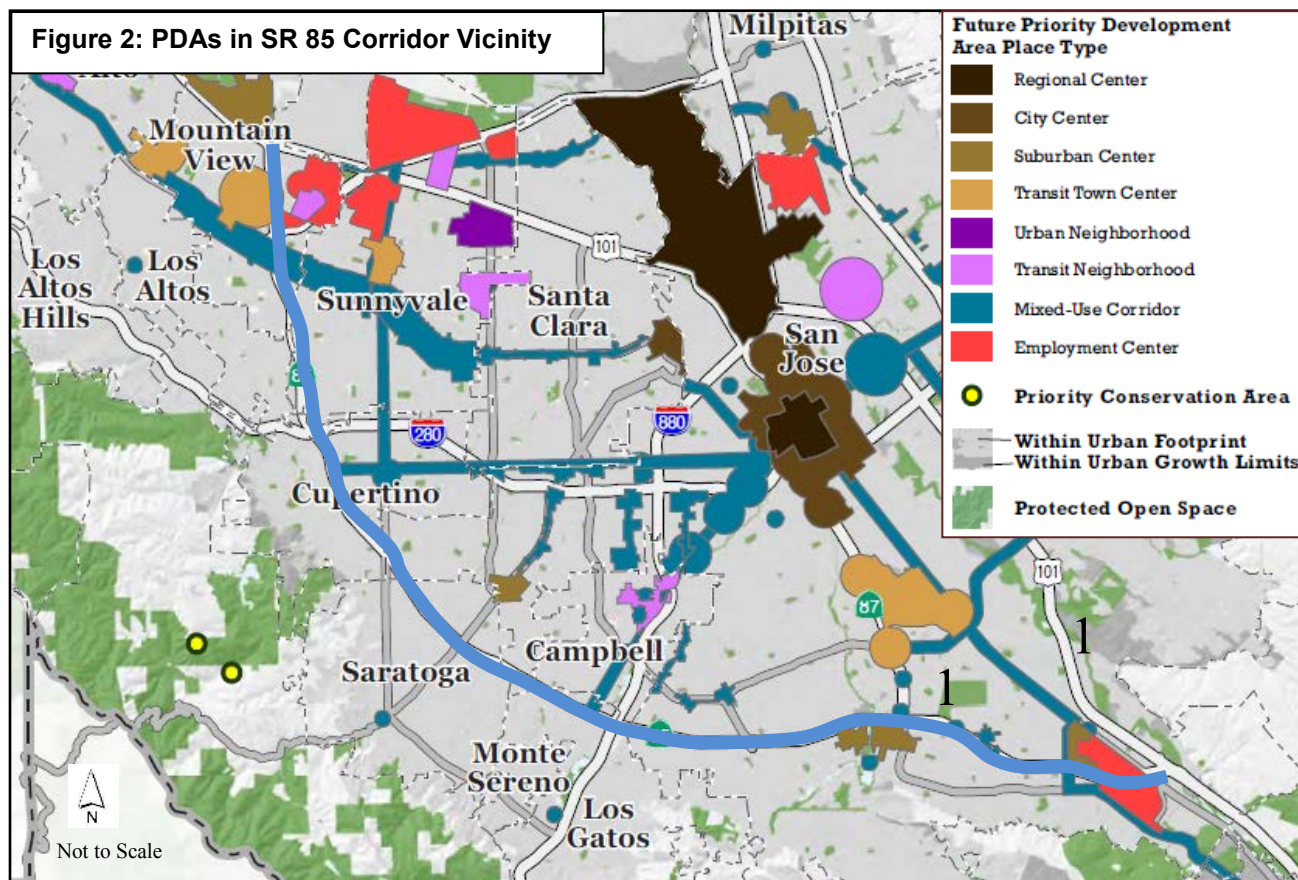 Figure 2: PDAs in SR 85 Corridor Vicinity
Milpitas
Mountain
View
Los
Altos
Hills
Los
Altos
Sunnyvale
Santa
Clara
101
San
Jose
280
880
Cupertino
87
101
1
1
Campbell
Saratoga
Monte
Sereno
Los
Gatos
N
Not to Scale
Future Priority Development
Area Place Type
Regional Center
City Center
Suburban Center
Transit Town Center
Urban Neighborhood
Transit Neighborhood
Mixed-Use Corridor
Employment Center
Priority Conservation Area
Within Urban Footprint
Within Urban Growth Limits
Protected Open Space